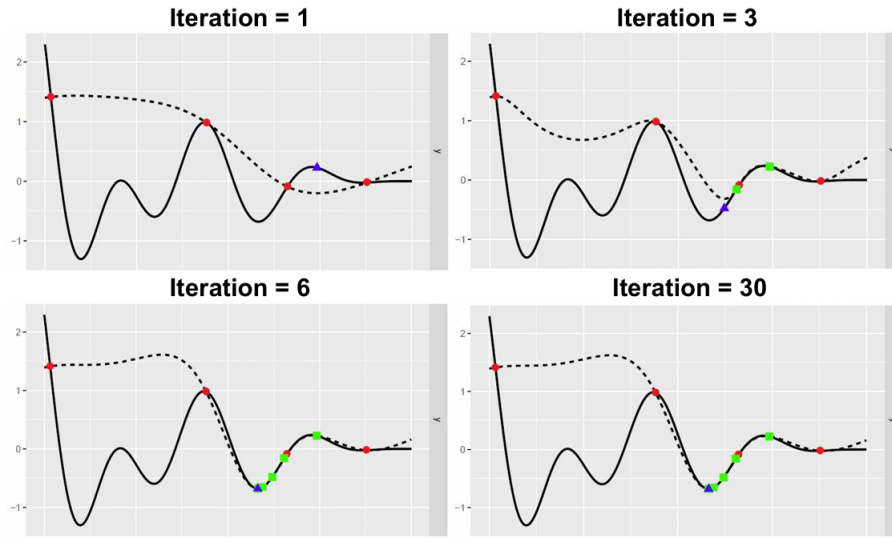 Iteration = 1
Iteration = 3
2
1
0
−1
y
2
1
0
−1
y
Iteration = 6
Iteration = 30
2
1
0
−1
y
2
1
0
−1